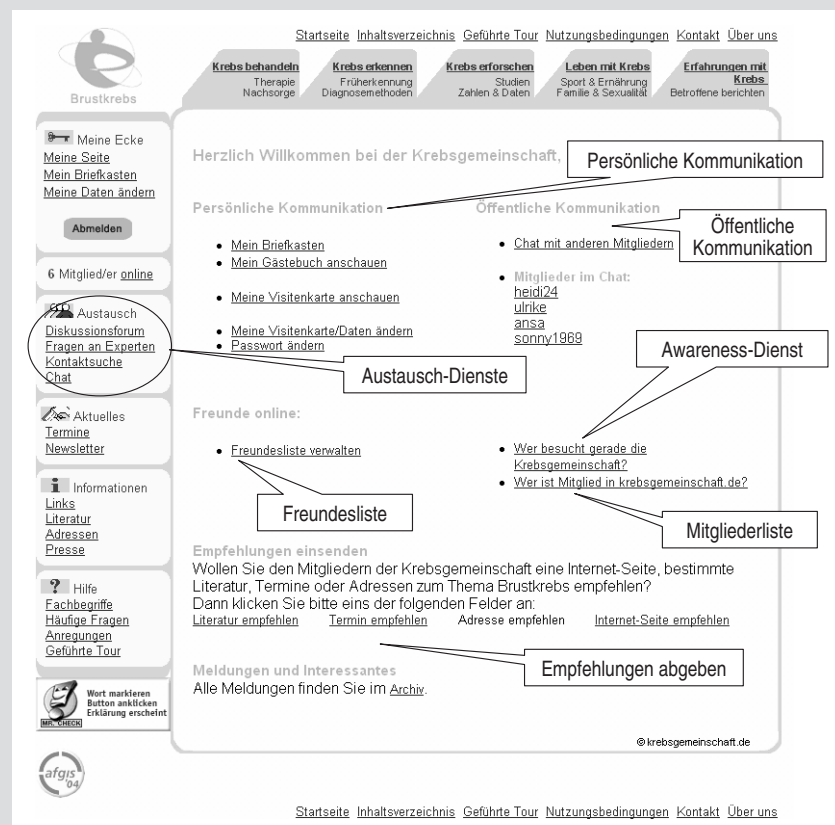 Startseite Inhaltsverzeichnis Geführte Tour Nutzungsbedingungen Kontakt Über uns
Brustkrebs
Krebs behandeln
Therapie
Nachsorge
Krebs erkennen
Früherkennung
Diagnosemethoden
Krebs erforschen
Studien
Zahlen & Daten
Leben mit Krebs
Sport & Ernährung
Familie & Sexualität
Erfahrungen mit
Krebs
Betroffene berichten
Meine Ecke
Meine Seite
Mein Briefkasten
Meine Daten ändern
Abmelden
6 Mitglied/er online
Austausch
Diskussionsforum
Fragen an Experten
Kontaktsuche
Chat
Aktuelles
Termine
Newsletter
Informationen
Links
Literatur
Adressen
Presse
Hilfe
Fachbegriffe
Häufige Fragen
Anregungen
Geführte Tour
Wort markieren
Button anklicken
Erklärung erscheint
MR. CHECK
afgis
'04
Herzlich Willkommen bei der Krebsgemeinschaft,
Persönliche Kommunikation
Persönliche Kommunikation
Mein Briefkasten
Mein Gästebuch anschauen
Meine Visitenkarte anschauen
Meine Visitenkarte/Daten ändern
Passwort ändern
Austausch-Dienste
Öffentliche Kommunikation
Öffentliche
Kommunikation
Chat mit anderen Mitgliedern
Mitglieder im Chat:
heidi24
ulrike
ansa
sonny1969
Awareness-Dienst
Freunde online:
Freundesliste verwalten
Freundesliste
Wer besucht gerade die
Krebsgemeinschaft?
Wer ist Mitglied in krebsgemeinschaft.de?
Mitgliederliste
Empfehlungen einsenden
Wollen Sie den Mitgliedern der Krebsgemeinschaft eine Internet-Seite, bestimmte
Literatur, Termine oder Adressen zum Thema Brustkrebs empfehlen?
Dann klicken Sie bitte eins der folgenden Felder an:
Literatur empfehlen Termin empfehlen Adresse empfehlen Internet-Seite empfehlen
Empfehlungen abgeben
Meldungen und Interessantes
Alle Meldungen finden Sie im Archiv.
© krebsgemeinschaft.de
Startseite Inhaltsverzeichnis Geführte Tour Nutzungsbedingungen Kontakt Über uns